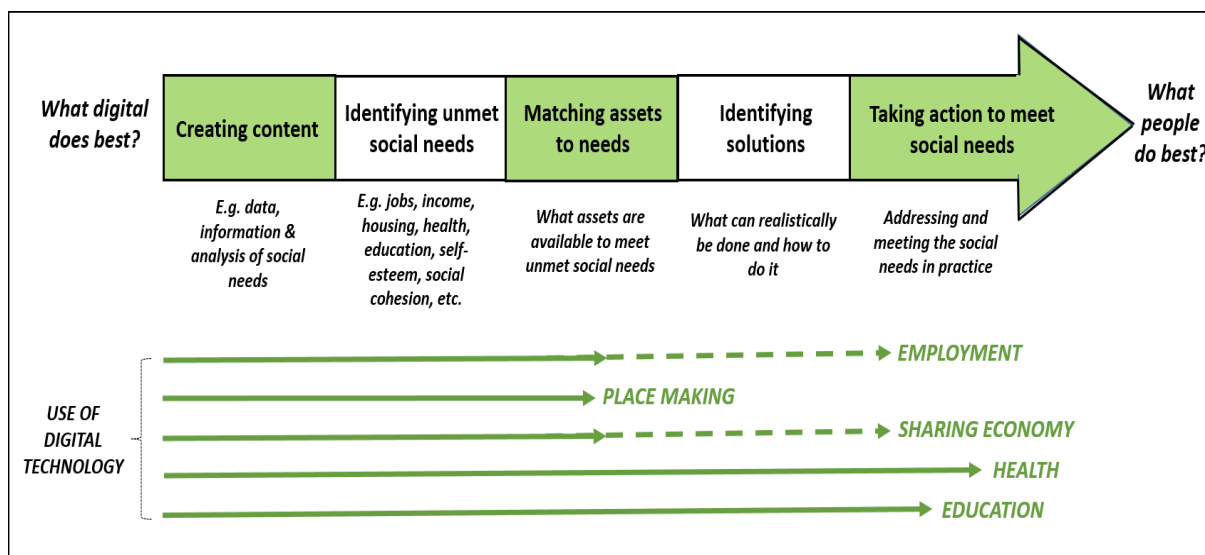 What digital
does best?
Creating content
Identifying unmet
social needs
Matching assets
to needs
Identifying
solutions
Taking action to meet
social needs
What
people
do best?
E.g. data,
information &
analysis of social
needs
E.g. jobs, income,
housing, health,
education, self-
esteem, social
cohesion, etc.
What assets are
available to meet
unmet social needs
What can realistically
be done and how to
do it
Addressing and
meeting the social
needs in practice
USE OF
DIGITAL
TECHNOLOGY
EMPLOYMENT
PLACE MAKING
SHARING ECONOMY
HEALTH
EDUCATION